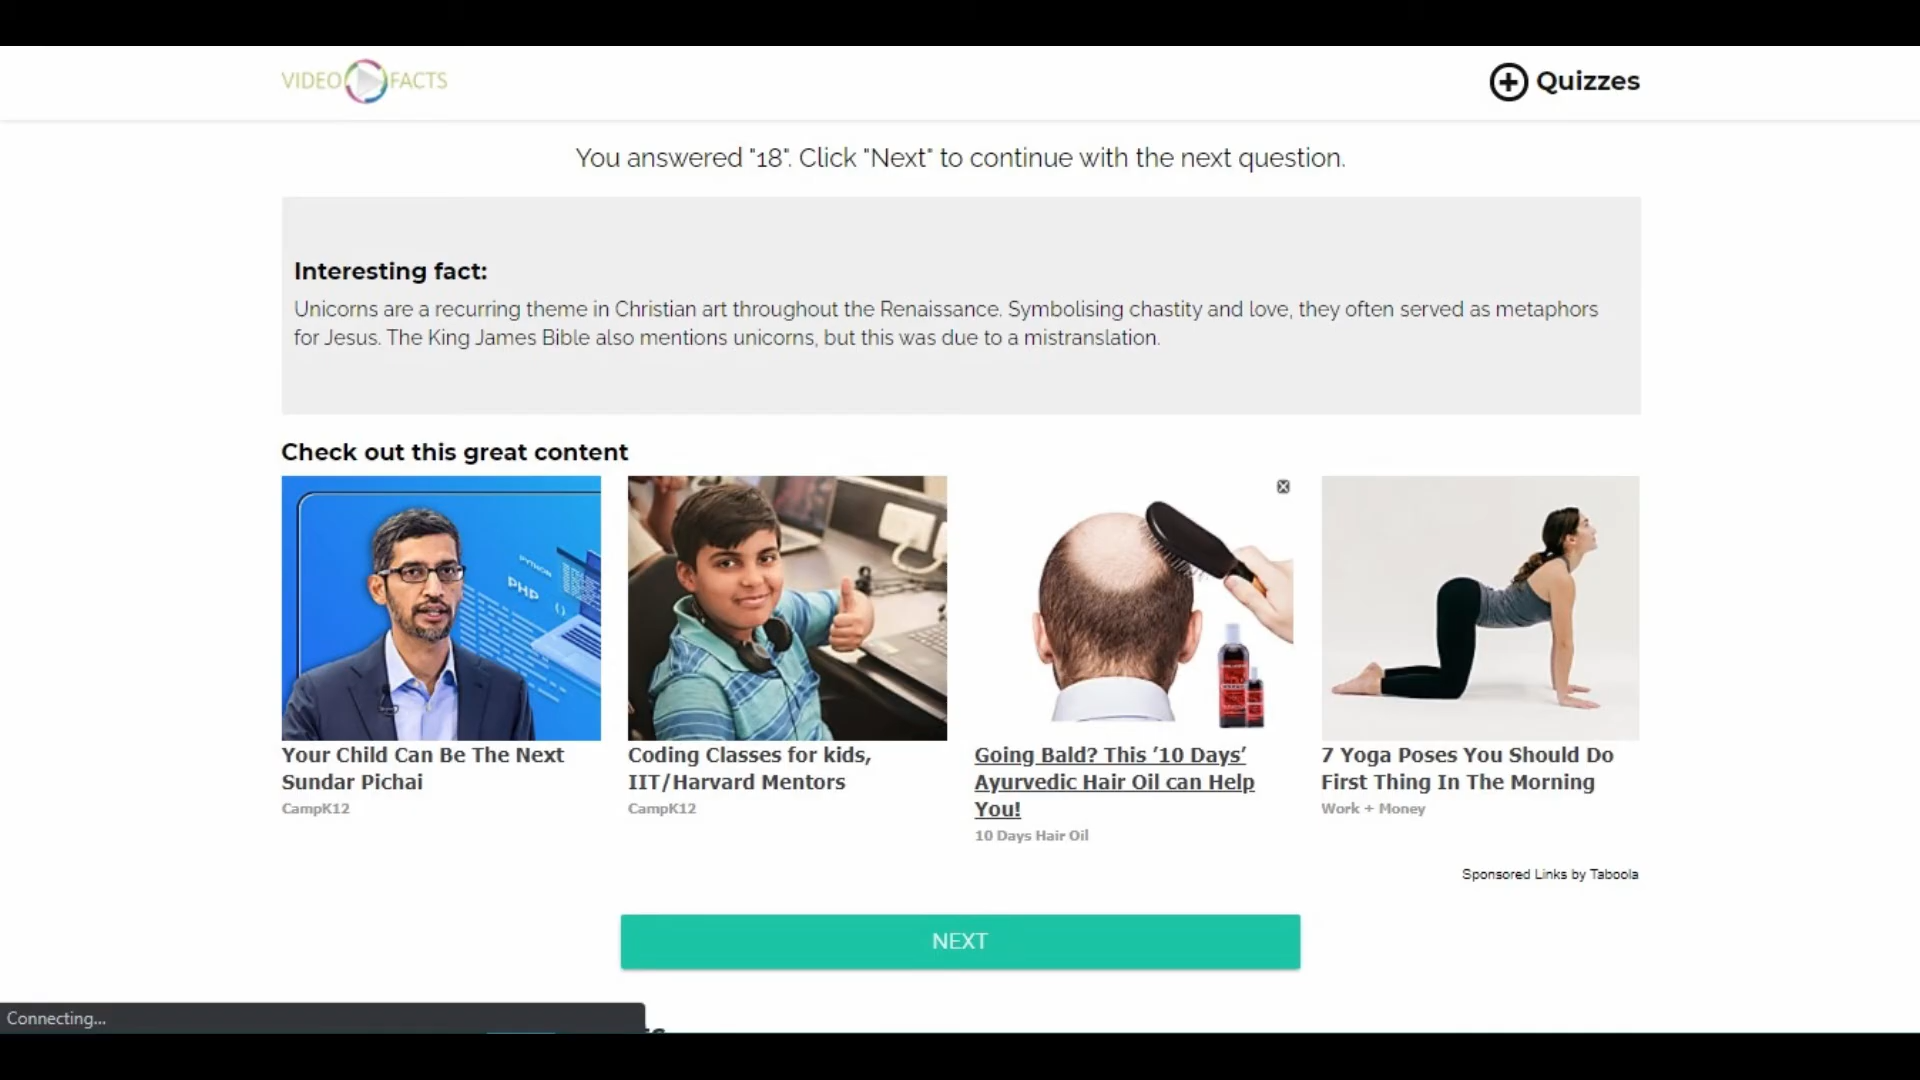 VIDEO FACTS
Quizzes
You answered "18". Click "Next" to continue with the next question.
Interesting fact:
Unicorns are a recurring theme in Christian art throughout the Renaissance. Symbolising chastity and love, they often served as metaphors
for Jesus. The King James Bible also mentions unicorns, but this was due to a mistranslation.
Check out this great content
PYTHON
PHP
Your Child Can Be The Next
Sundar Pichai
CampK12
Coding Classes for kids,
IIT/Harvard Mentors
CampK12
Going Bald? This ’10 Days’
Ayurvedic Hair Oil can Help
You!
10 Days Hair Oil
7 Yoga Poses You Should Do
First Thing In The Morning
Work + Money
Sponsored Links by Taboola
NEXT
Connecting...